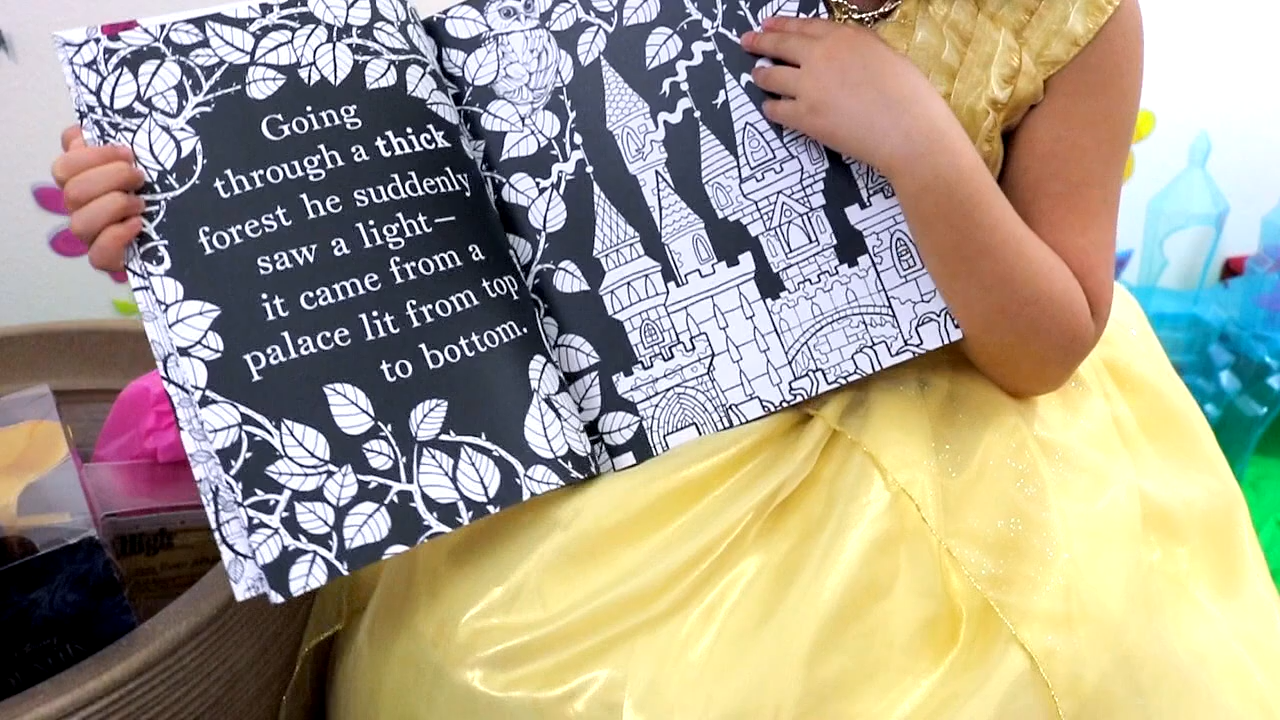 Going
through a thick
forest he suddenly
saw a light–
it came from a
palace lit from top
to bottom.